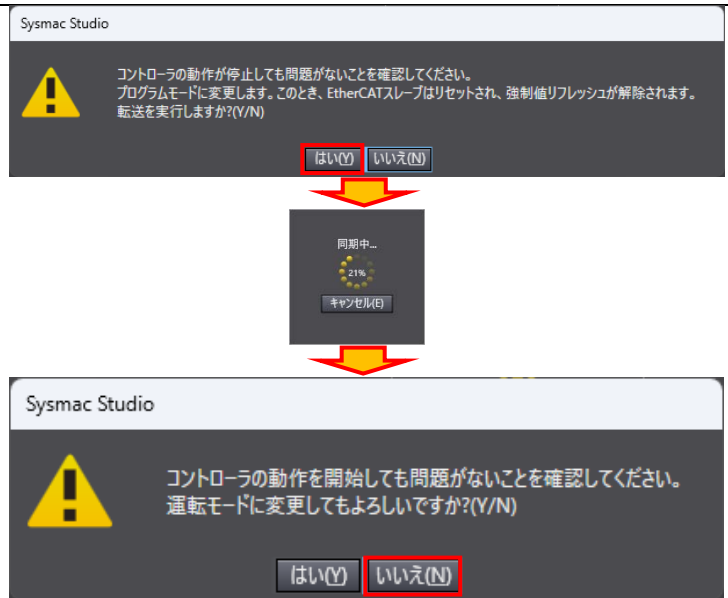 Sysmac Studio
コントローラの動作が停止しても問題がないことを確認してください。
プログラムモードに変更します。このとき、EtherCATスレーブはリセットされ、強制値リフレッシュが解除されます。
転送を実行しますか?(Y/N)
はい(Y) いいえ(N)
同期中...
21%
キャンセル(E)
Sysmac Studio
コントローラの動作を開始しても問題がないことを確認してください。
運転モードに変更してもよろしいですか?(Y/N)
はい(Y) いいえ(N)